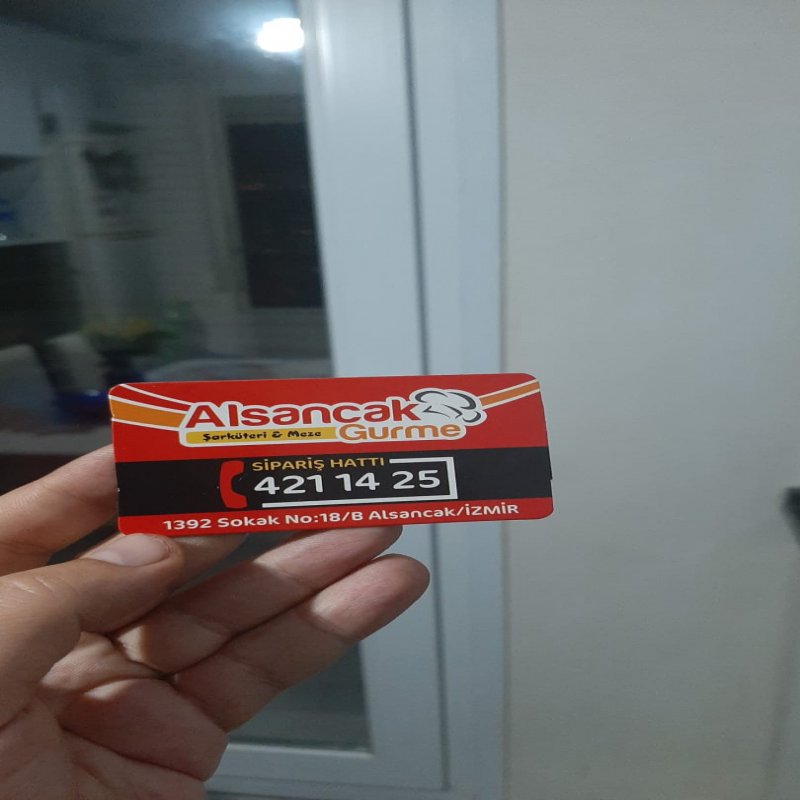 Alsancak
Şarküteri & Meze Gurme
SİPARİŞ HATTI
421 14 25
1392 Sokak No:18/B Alsancak/İZMİR